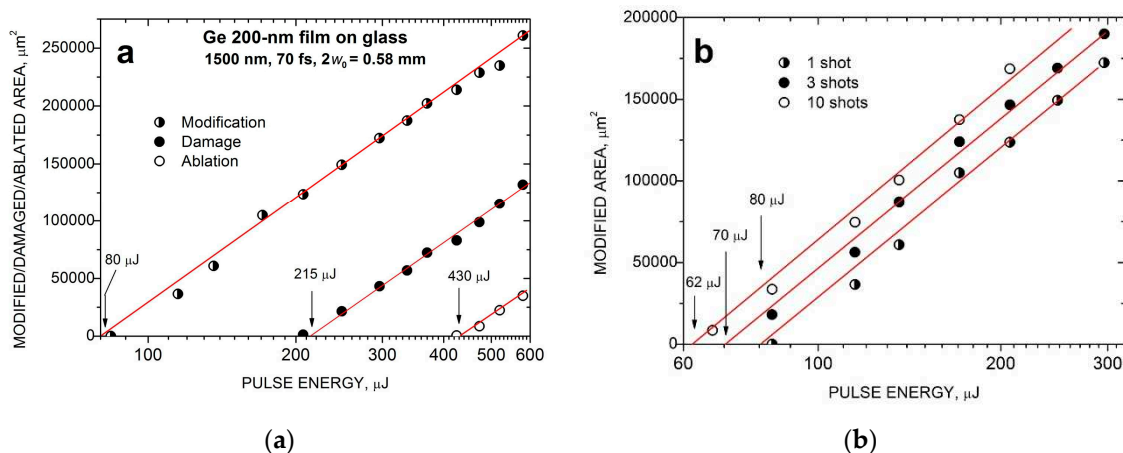 a
Ge 200-nm film on glass
1500 nm, 70 fs, 2w₀ = 0.58 mm
Modification
Damage
Ablation
80 μJ
215 μJ
430 μJ
250000
200000
150000
100000
50000
0
100
200
300
400
500
600
MODIFIED/DAMAGED/ABLATED AREA, μm²
PULSE ENERGY, μJ
(a)
b
1 shot
3 shots
10 shots
80 μJ
70 μJ
62 μJ
200000
150000
100000
50000
0
60
100
200
300
MODIFIED AREA, μm²
PULSE ENERGY, μJ
(b)